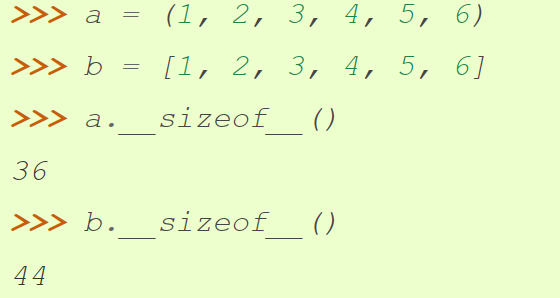 >>> a = (1, 2, 3, 4, 5, 6)
>>> b = [1, 2, 3, 4, 5, 6]
>>> a.__sizeof__()
36
>>> b.__sizeof__()
44